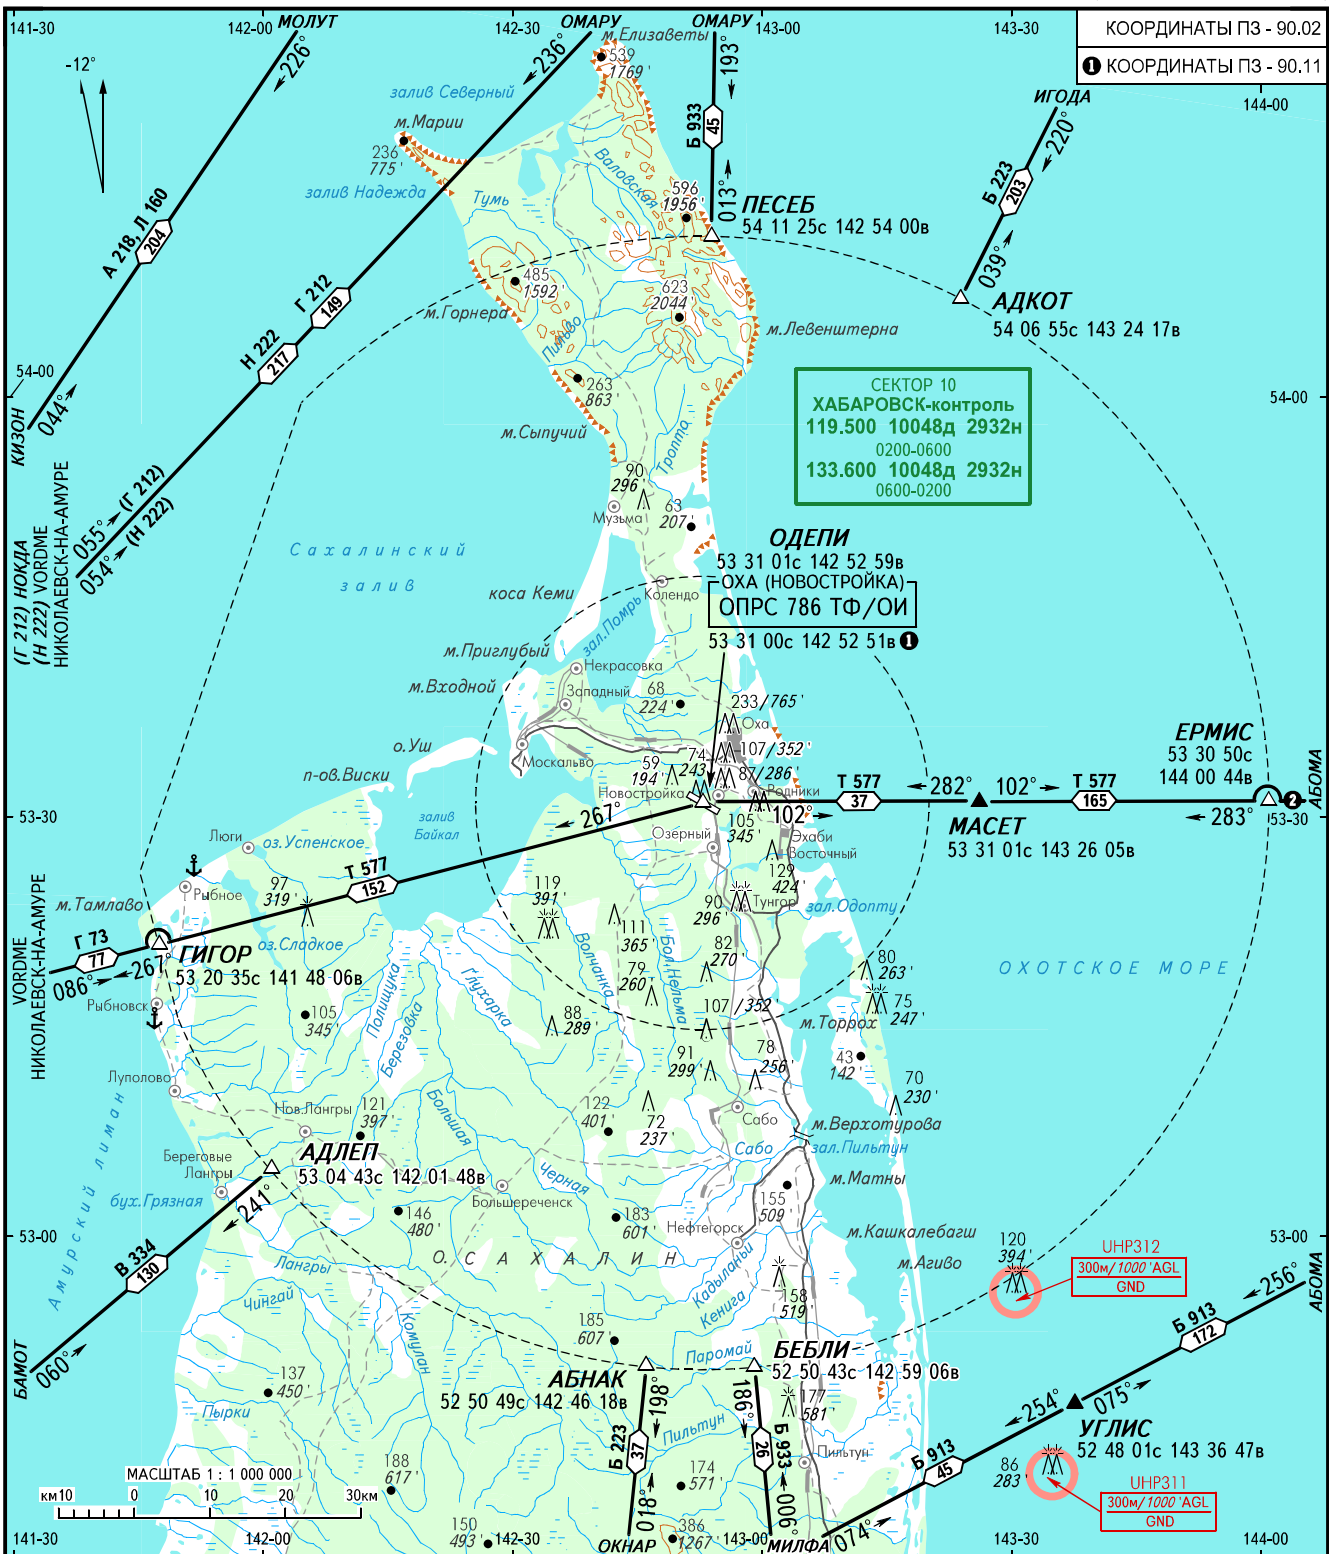 141-30
142-00
МОЛУТ
142-30
ОМАРУ
ОМАРУ
143-00
143-30
КООРДИНАТЫ ПЗ - 90.02
1 КООРДИНАТЫ ПЗ - 90.11
144-00
-12°
226°
236°
193°
м.Елизаветы
539
1769'
залив Северный
м.Марии
236
775'
залив Надежда
Тумь
Валовская
596
1956'
Б 933
45
013°
ПЕСЕБ
54 11 25с 142 54 00в
ИГОДА
220°
Б 223
203
039°
АДКОТ
54 06 55с 143 24 17в
А 218, Л 160
204
Г 212
149
Н 222
217
485
1592'
623
2044'
м.Горнера
Пильво
м.Левенштерна
263
863'
м.Сыпучий
Тропта
54-00
54-00
044°
КИЗОН
СЕКТОР 10
ХАБАРОВСК-контроль
119.500 10048д 2932н
0200-0600
133.600 10048д 2932н
0600-0200
90
296'
Музьма
63
207'
055° (Г 212)
054° (Н 222)
(Г 212) НОКДА
(Н 222) VORDME
НИКОЛАЕВСК-НА-АМУРЕ
Сахалинский
залив
ОДЕПИ
53 31 01с 142 52 59в
ОХА (НОВОСТРОЙКА)
ОПРС 786 ТФ/ОИ
53 31 00с 142 52 51в 1
Колендо
коса Кеми
зал.Помрь
м.Приглубый
Некрасовка
м.Входной
Западный
68
224'
233/765'
Оха
о.Уш
Москальво
59
194'
74
243'
107/352'
87/286'
п-ов.Виски
Новостройка
Родники
ЕРМИС
53 30 50с
144 00 44в
АБОМА
Т 577
37
282°
102°
Т 577
165
283°
2
53-30
53-30
267°
102°
МАСЕТ
53 31 01с 143 26 05в
залив
Байкал
Озерный
105
345'
Эхаби
Восточный
Люги
оз.Успенское
129
424'
Т 577
152
Рыбное
97
319'
119
391'
90
296'
Тунгор
зал.Одопту
м.Тамлаво
Г 73
77
086°
267°
VORDME
НИКОЛАЕВСК-НА-АМУРЕ
ГИГОР
53 20 35с 141 48 06в
оз.Сладкое
Рыбновск
105
345'
Полищука
Березовка
Глухарка
Волчанка
Бол.Нельма
111
365'
79
260'
82
270'
88
289'
107/352'
80
263'
75
247'
ОХОТСКОЕ МОРЕ
м.Торрох
91
299'
78
256'
43
142'
70
230'
Луполово
Нов.Лангры
121
397'
Большая
122
401'
72
237'
Сабо
м.Верхотурова
зал.Пильтун
Сабо
Амурский лиман
АДЛЕП
53 04 43с 142 01 48в
Береговые
Лангры
бух.Грязная
Черная
Большереченск
м.Матны
155
509'
241°
146
480'
183
601'
Нефтегорск
м.Кашкалебагш
53-00
53-00
О. САХАЛИН
В 334
130
Лангры
Чингай
Комулан
Кадыланьи
Кенига
м.Агиво
120
394'
UHP312
300м/1000'AGL
GND
158
519'
256°
АБОМА
Б 913
172
185
607'
Паромай
БЕБЛИ
52 50 43с 142 59 06в
БАМОТ
060°
137
450'
Пырки
АБНАК
52 50 49с 142 46 18в
198°
186°
177
581'
254°
075°
УГЛИС
52 48 01с 143 36 47в
Б 223
37
018°
Пильтун
Б 933
26
006°
Пильтун
Б 913
45
074°
86
283'
UHP311
300м/1000'AGL
GND
МАСШТАБ 1 : 1 000 000
км10 0 10 20 30км
188
617'
174
571'
150
493'
386
1267'
141-30
142-00
142-30
ОКНАР
143-00
МИЛФА
143-30
144-00